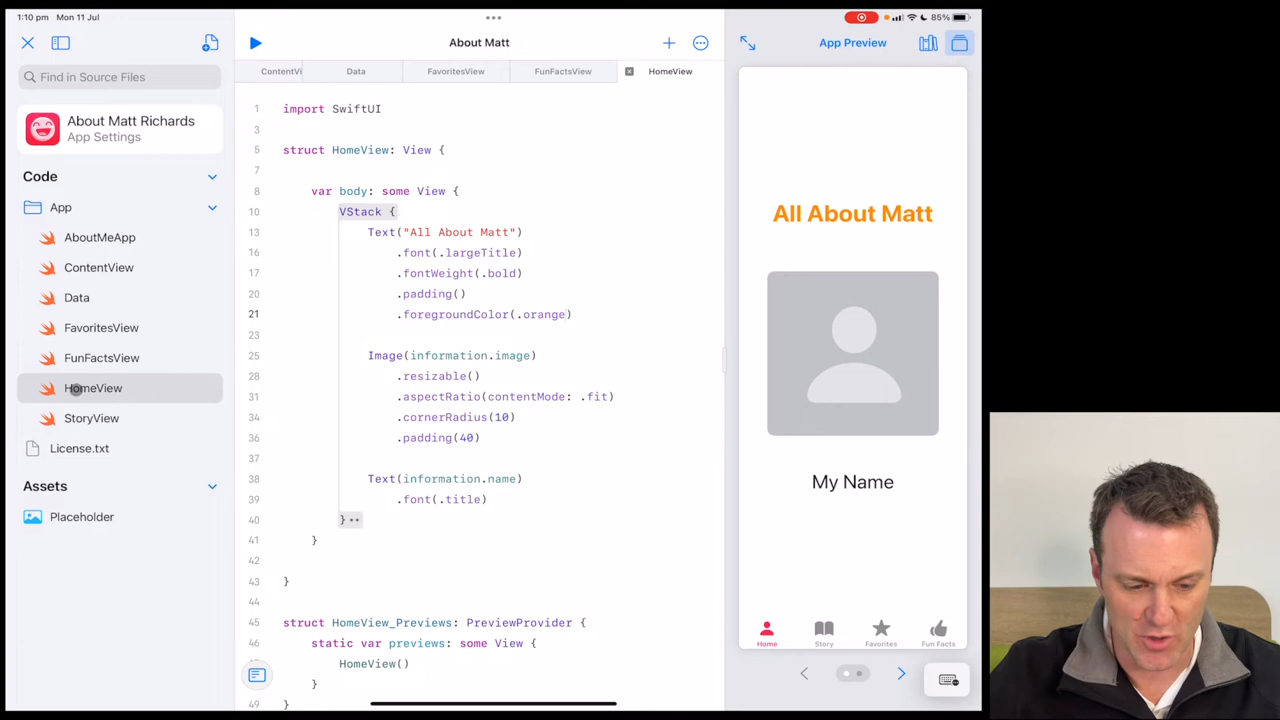 1:10 pm Mon 11 Jul
85%
About Matt
App Preview
Find in Source Files
ContentVi
Data
FavoritesView
FunFactsView
HomeView
About Matt Richards
App Settings
Code
App
AboutMeApp
ContentView
Data
FavoritesView
FunFactsView
HomeView
StoryView
License.txt
Assets
Placeholder
1 import SwiftUI
3
5 struct HomeView: View {
7
8 var body: some View {
10 VStack {
13 Text("All About Matt")
16 .font(.largeTitle)
17 .fontWeight(.bold)
20 .padding()
21 .foregroundColor(.orange)
23
25 Image(information.image)
28 .resizable()
31 .aspectRatio(contentMode: .fit)
34 .cornerRadius(10)
36 .padding(40)
37
38 Text(information.name)
39 .font(.title)
40 }
41 }
42
43 }
44
45 struct HomeView_Previews: PreviewProvider {
46 static var previews: some View {
HomeView()
}
49 }
All About Matt
My Name
Home
Story
Favorites
Fun Facts